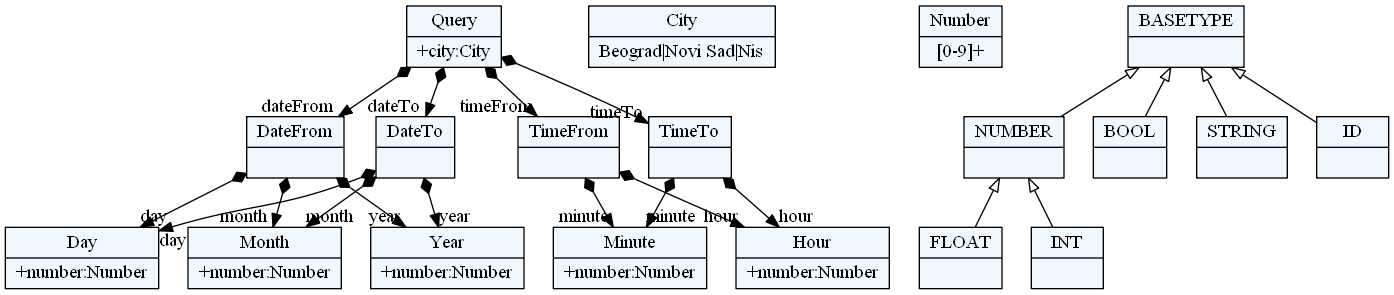 Query
+city:City
City
Beograd|Novi Sad|Nis
Number
[0-9]+
BASETYPE
dateFrom
dateTo
timeFrom
timeTo
DateFrom
DateTo
TimeFrom
TimeTo
NUMBER
BOOL
STRING
ID
day
day
month
month
year
year
minute
minute
hour
hour
Day
+number:Number
Month
+number:Number
Year
+number:Number
Minute
+number:Number
Hour
+number:Number
FLOAT
INT